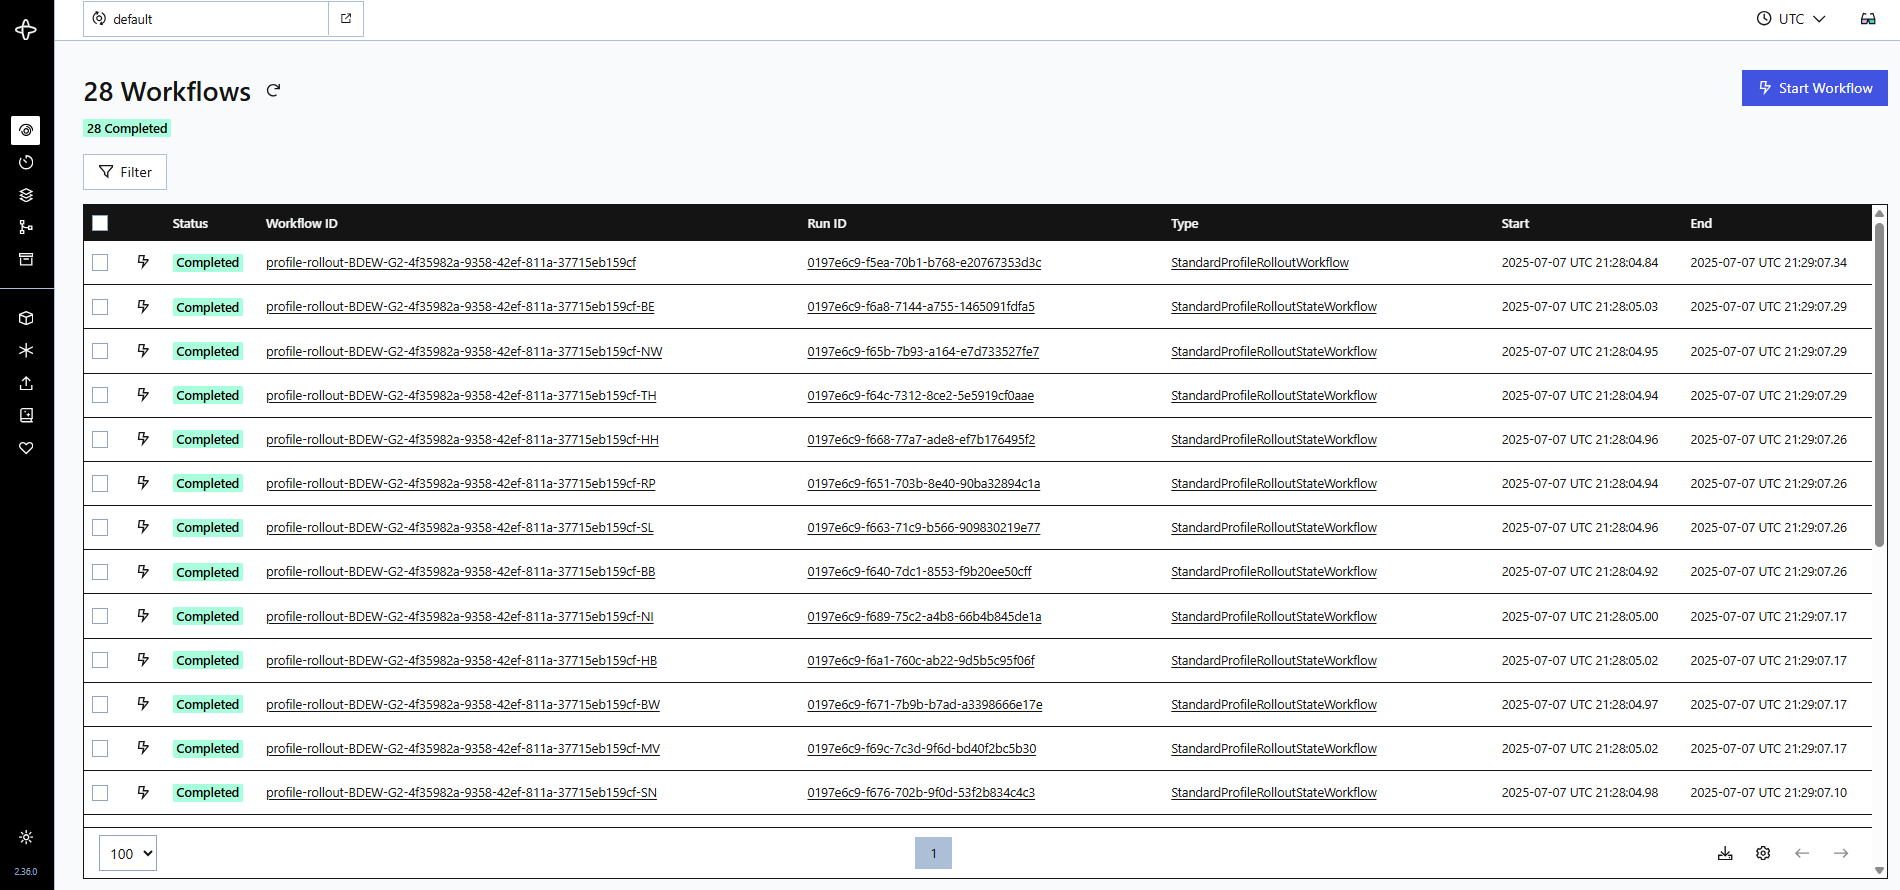 default
UTC
28 Workflows
Start Workflow
28 Completed
Filter
Status Workflow ID Run ID Type Start End
Completed profile-rollout-BDEW-G2-4f35982a-9358-42ef-811a-37715eb159cf 0197e6c9-f5ea-70b1-b768-e20767353d3c StandardProfileRolloutWorkflow 2025-07-07 UTC 21:28:04.84 2025-07-07 UTC 21:29:07.34
Completed profile-rollout-BDEW-G2-4f35982a-9358-42ef-811a-37715eb159cf-BE 0197e6c9-f6a8-7144-a755-1465091fdfa5 StandardProfileRolloutStateWorkflow 2025-07-07 UTC 21:28:05.03 2025-07-07 UTC 21:29:07.29
Completed profile-rollout-BDEW-G2-4f35982a-9358-42ef-811a-37715eb159cf-NW 0197e6c9-f65b-7b93-a164-e7d733527fe7 StandardProfileRolloutStateWorkflow 2025-07-07 UTC 21:28:04.95 2025-07-07 UTC 21:29:07.29
Completed profile-rollout-BDEW-G2-4f35982a-9358-42ef-811a-37715eb159cf-TH 0197e6c9-f64c-7312-8ce2-5e5919cf0aae StandardProfileRolloutStateWorkflow 2025-07-07 UTC 21:28:04.94 2025-07-07 UTC 21:29:07.29
Completed profile-rollout-BDEW-G2-4f35982a-9358-42ef-811a-37715eb159cf-HH 0197e6c9-f668-77a7-ade8-ef7b176495f2 StandardProfileRolloutStateWorkflow 2025-07-07 UTC 21:28:04.96 2025-07-07 UTC 21:29:07.26
Completed profile-rollout-BDEW-G2-4f35982a-9358-42ef-811a-37715eb159cf-RP 0197e6c9-f651-703b-8e40-90ba32894c1a StandardProfileRolloutStateWorkflow 2025-07-07 UTC 21:28:04.94 2025-07-07 UTC 21:29:07.26
Completed profile-rollout-BDEW-G2-4f35982a-9358-42ef-811a-37715eb159cf-SL 0197e6c9-f663-71c9-b566-909830219e77 StandardProfileRolloutStateWorkflow 2025-07-07 UTC 21:28:04.96 2025-07-07 UTC 21:29:07.26
Completed profile-rollout-BDEW-G2-4f35982a-9358-42ef-811a-37715eb159cf-BB 0197e6c9-f640-7dc1-8553-f9b20ee50cff StandardProfileRolloutStateWorkflow 2025-07-07 UTC 21:28:04.92 2025-07-07 UTC 21:29:07.26
Completed profile-rollout-BDEW-G2-4f35982a-9358-42ef-811a-37715eb159cf-NI 0197e6c9-f689-75c2-a4b8-66b4b845de1a StandardProfileRolloutStateWorkflow 2025-07-07 UTC 21:28:05.00 2025-07-07 UTC 21:29:07.17
Completed profile-rollout-BDEW-G2-4f35982a-9358-42ef-811a-37715eb159cf-HB 0197e6c9-f6a1-760c-ab22-9d5b5c95f06f StandardProfileRolloutStateWorkflow 2025-07-07 UTC 21:28:05.02 2025-07-07 UTC 21:29:07.17
Completed profile-rollout-BDEW-G2-4f35982a-9358-42ef-811a-37715eb159cf-BW 0197e6c9-f671-7b9b-b7ad-a3398666e17e StandardProfileRolloutStateWorkflow 2025-07-07 UTC 21:28:04.97 2025-07-07 UTC 21:29:07.17
Completed profile-rollout-BDEW-G2-4f35982a-9358-42ef-811a-37715eb159cf-MV 0197e6c9-f69c-7c3d-9f6d-bd40f2bc5b30 StandardProfileRolloutStateWorkflow 2025-07-07 UTC 21:28:05.02 2025-07-07 UTC 21:29:07.17
Completed profile-rollout-BDEW-G2-4f35982a-9358-42ef-811a-37715eb159cf-SN 0197e6c9-f676-702b-9f0d-53f2b834c4c3 StandardProfileRolloutStateWorkflow 2025-07-07 UTC 21:28:04.98 2025-07-07 UTC 21:29:07.10
100 1
2.36.0